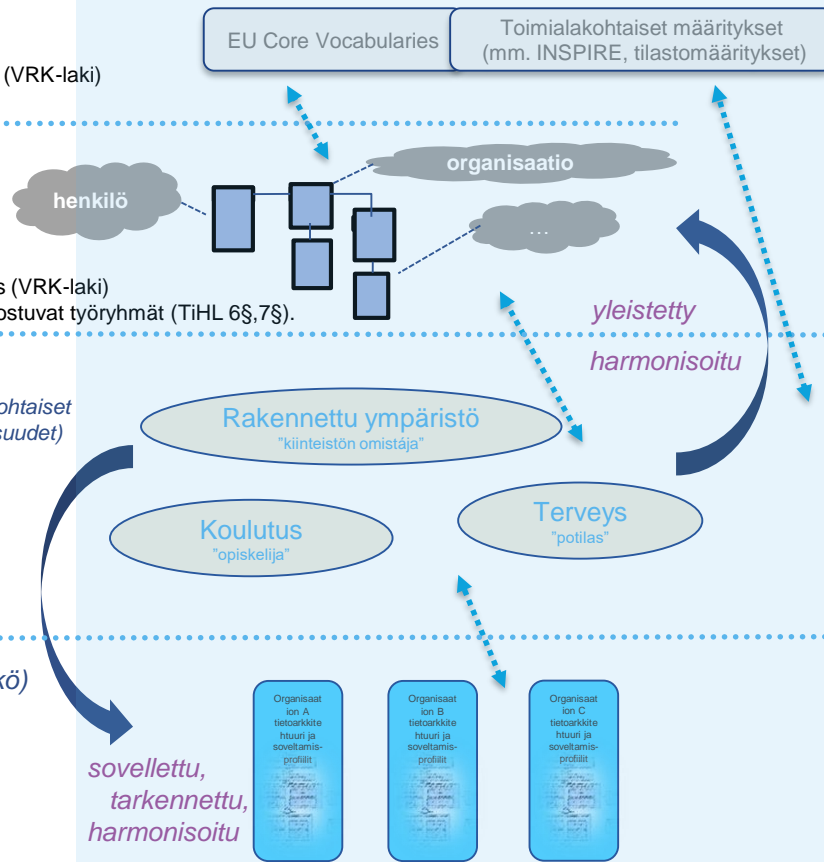 EU Core Vocabularies
Toimialakohtaiset määritykset
(mm. INSPIRE, tilastomääritykset)
(VRK-laki)
organisaatio
henkilö
...
s (VRK-laki)
ostuvat työryhmät (TiHL 6§,7§).
yleistetty
harmonisoitu
ohtaiset
suudet)
Rakennettu ympäristö
"kiinteistön omistája"
Koulutus
"opiskelija"
Terveys
"potilas"
kö)
Organisaat
ion A
tietoarkkite
htuuri ja
soveltamis-
profiilit
Organisaat
ion B
tietoarkkite
htuuri ja
soveltamis-
profiilit
Organisaat
ion C
tietoarkkite
htuuri ja
soveltamis-
profiilit
sovellettu,
tarkennettu,
harmonisoitu